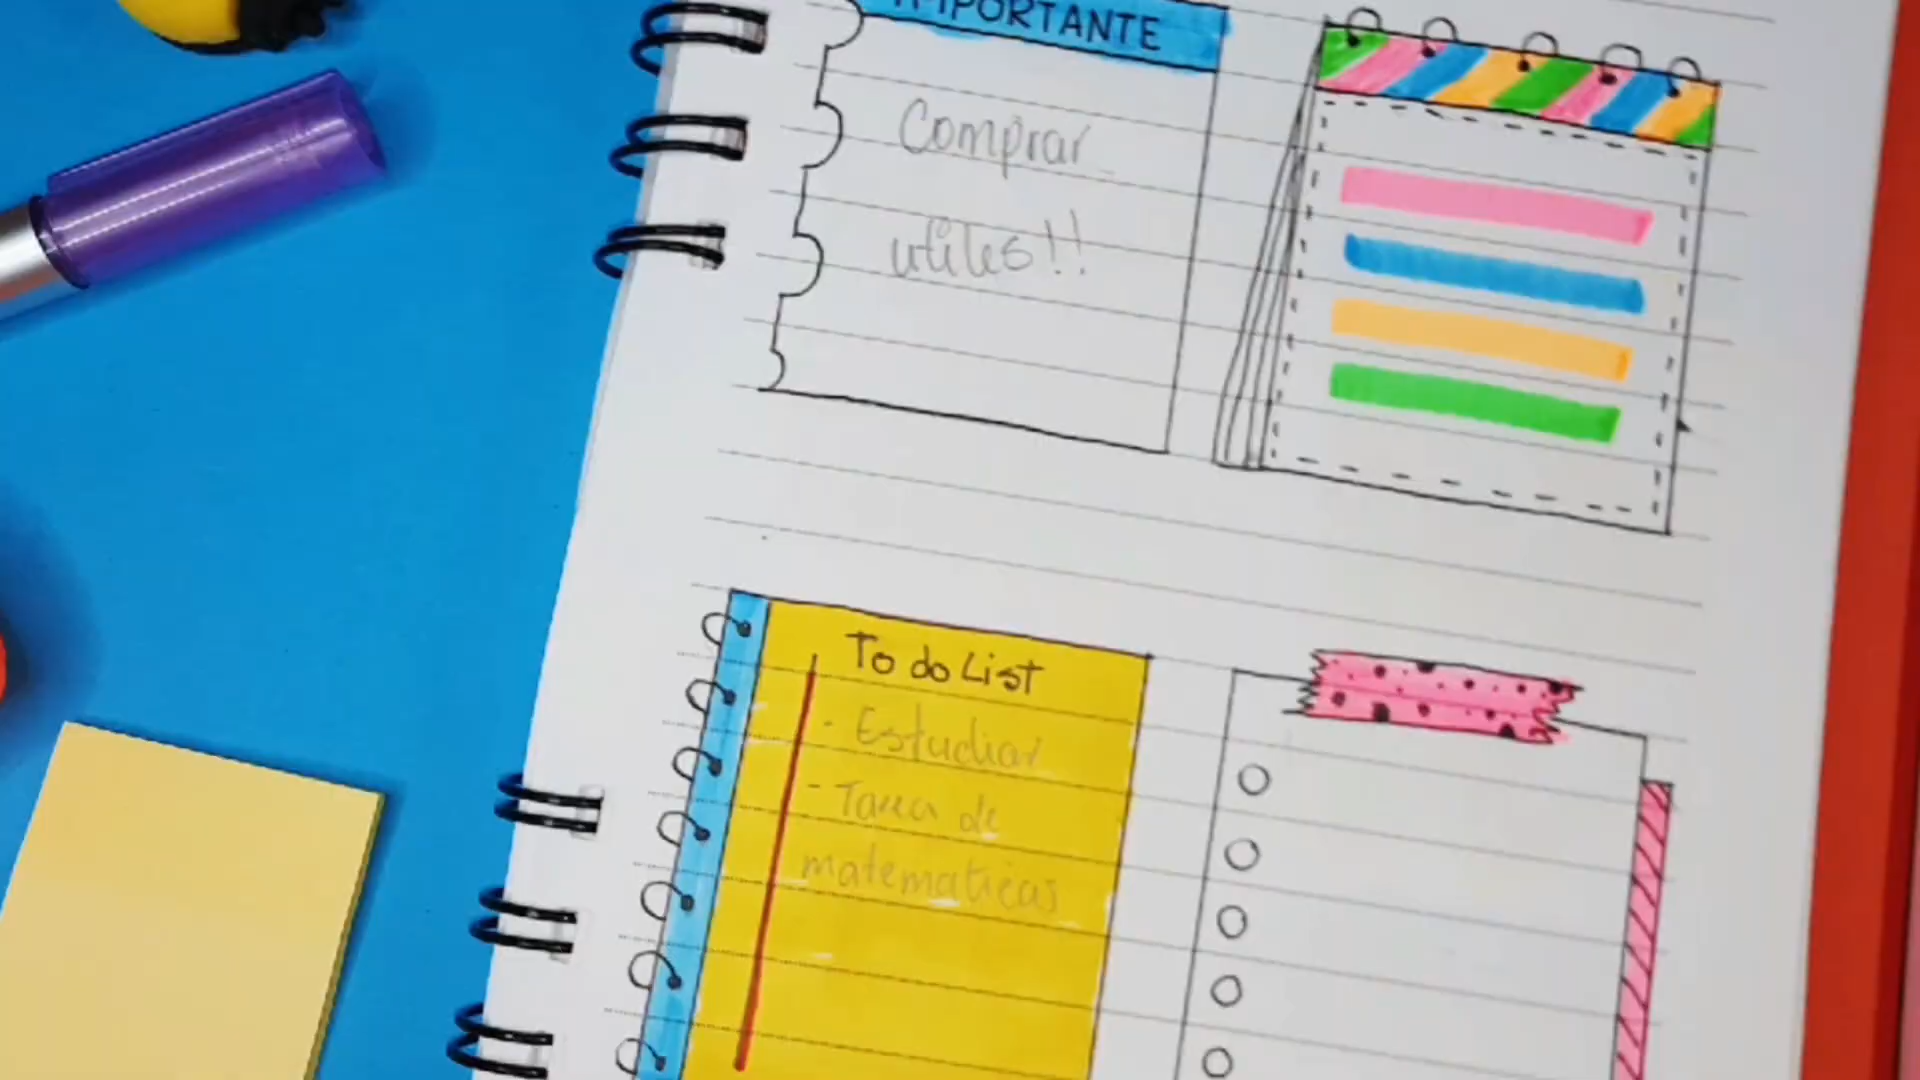 IMPORTANTE
Comprar
utiles!!
To do List
- Estudiar
- Tarea de
matematicas